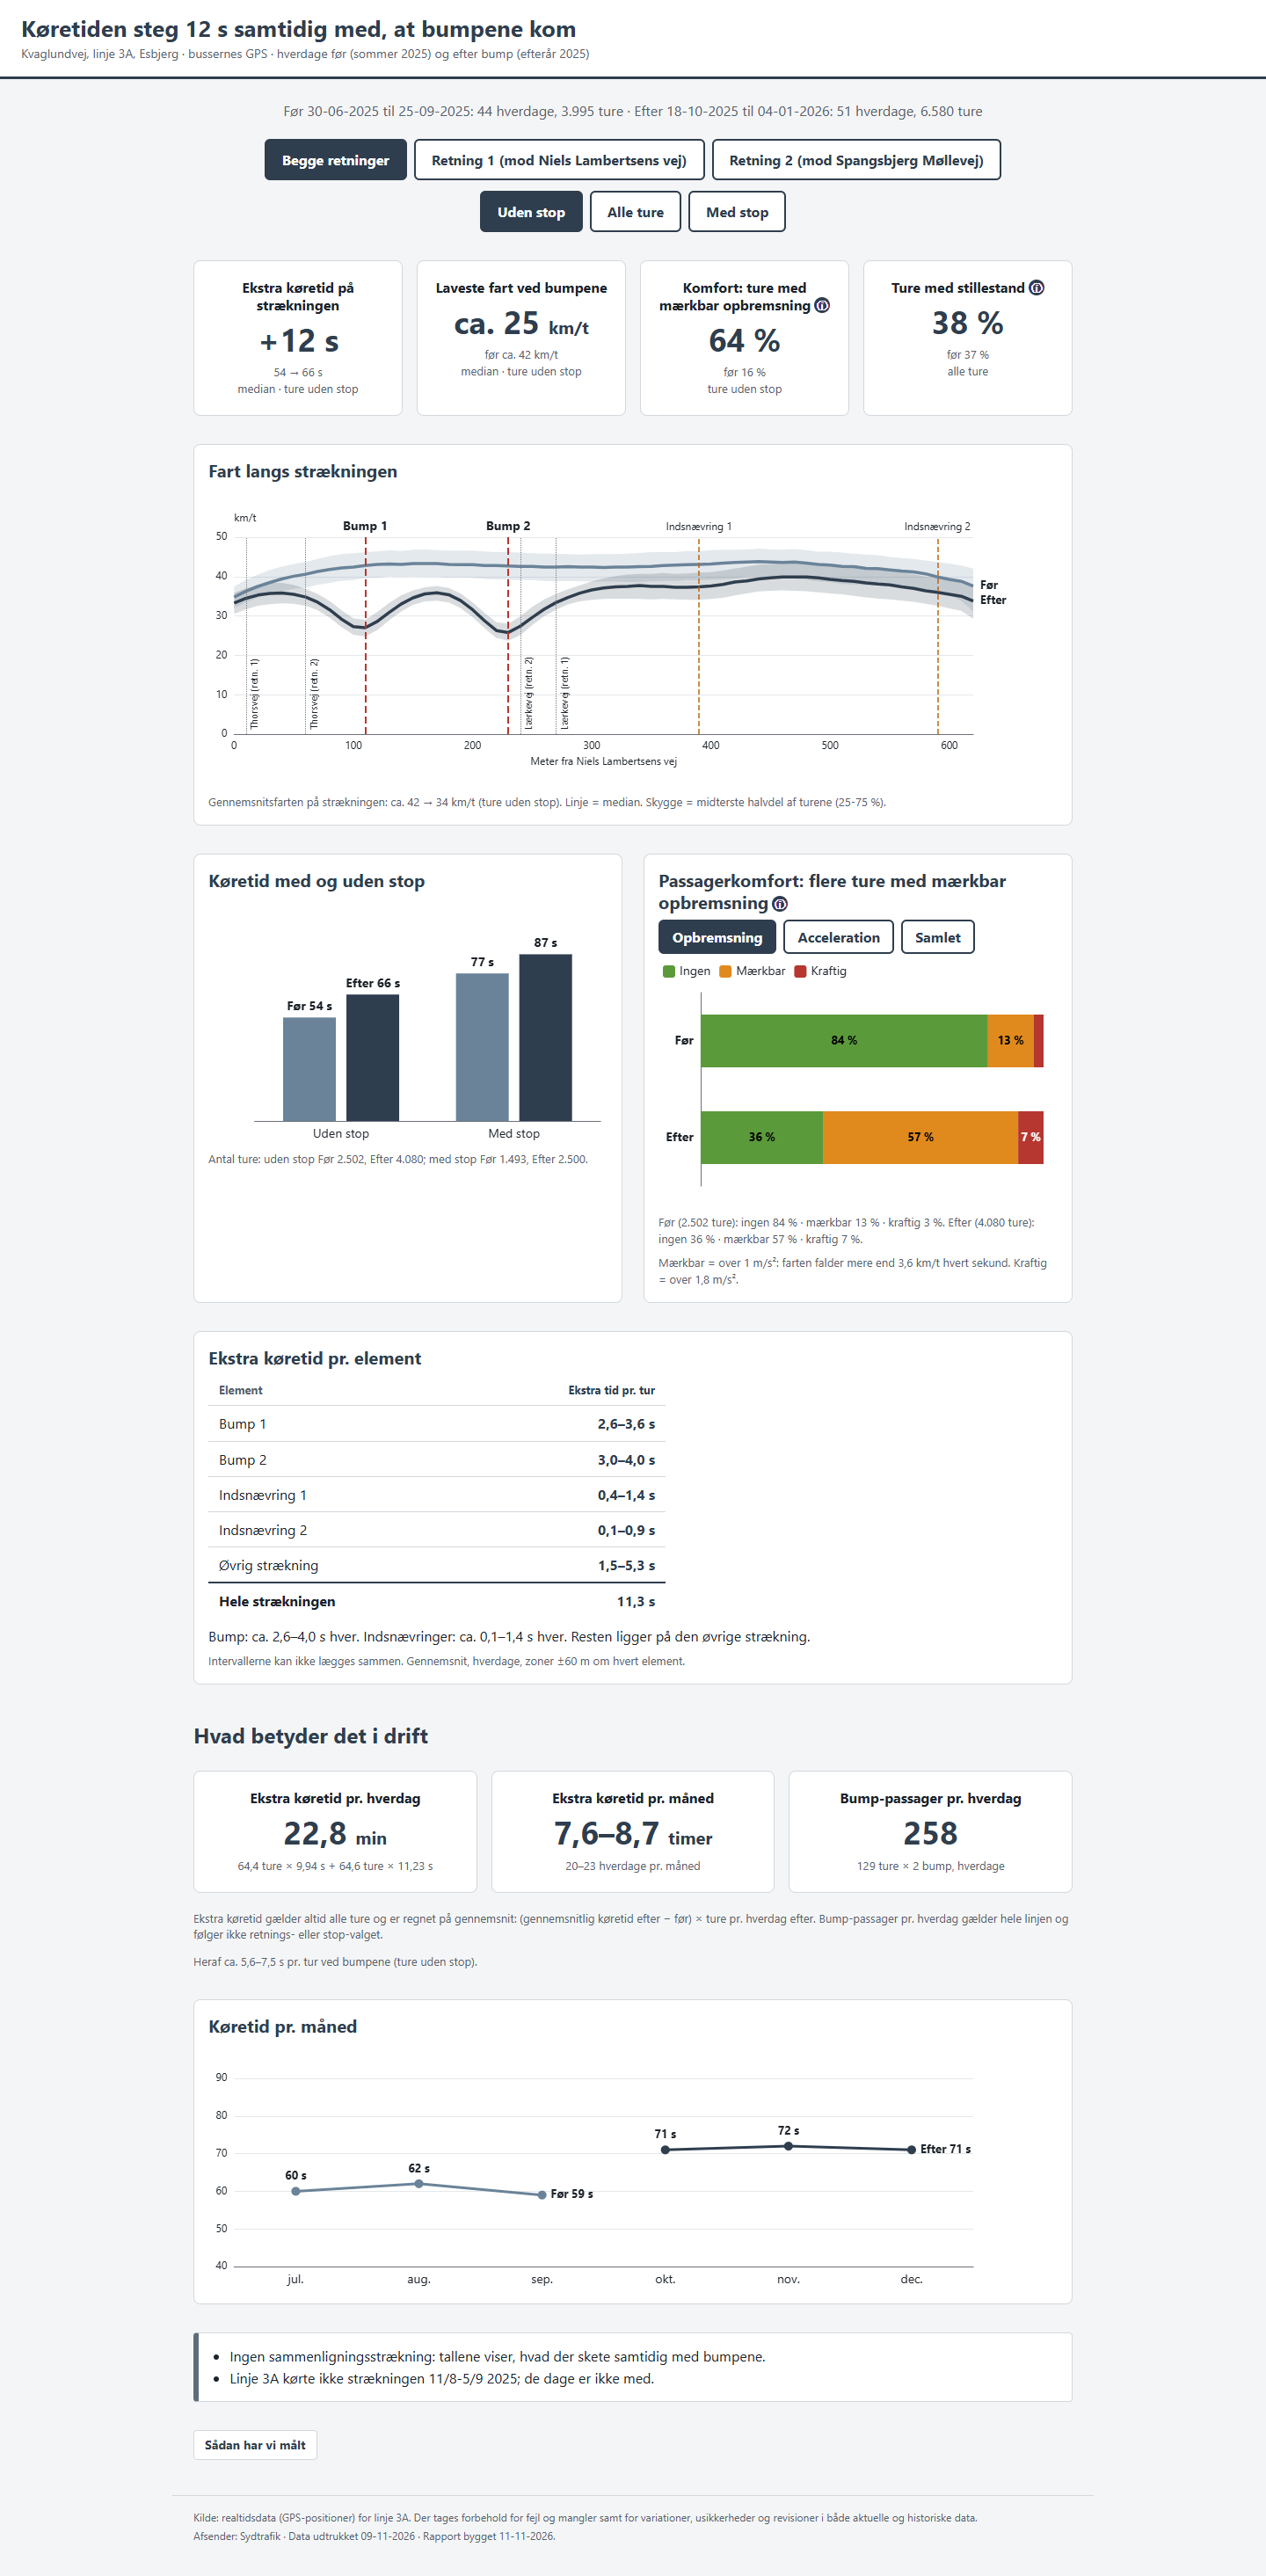 Køretiden steg 12 s samtidig med, at bumpene kom
Kvaglundvej, linje 3A, Esbjerg · bussernes GPS · hverdage før (sommer 2025) og efter bump (efterår 2025)
Før 30-06-2025 til 25-09-2025: 44 hverdage, 3.995 ture · Efter 18-10-2025 til 04-01-2026: 51 hverdage, 6.580 ture
Begge retninger
Retning 1 (mod Niels Lambertsens vej)
Retning 2 (mod Spangsbjerg Møllevej)
Uden stop
Alle ture
Med stop
Ekstra køretid på
strækningen
+12 s
54 → 66 s
median · ture uden stop
Laveste fart ved bumpene
ca. 25 km/t
før ca. 42 km/t
median · ture uden stop
Komfort: ture med
mærkbar opbremsning ⓘ
64 %
før 16 %
ture uden stop
Ture med stillestand ⓘ
38 %
før 37 %
alle ture
Fart langs strækningen
km/t
Bump 1
Bump 2
Indsnævring 1
Indsnævring 2
50
40
30
20
10
0
Før
Efter
Thorsvej (retn. 1)
Thorsvej (retn. 2)
Lærkevej (retn. 2)
Lærkevej (retn. 1)
0
100
200
300
400
500
600
Meter fra Niels Lambertsens vej
Gennemsnitsfarten på strækningen: ca. 42 → 34 km/t (ture uden stop). Linje = median. Skygge = midterste halvdel af turene (25-75 %).
Køretid med og uden stop
Før 54 s
Efter 66 s
77 s
87 s
Uden stop
Med stop
Antal ture: uden stop Før 2.502, Efter 4.080; med stop Før 1.493, Efter 2.500.
Passagerkomfort: flere ture med mærkbar
opbremsning ⓘ
Opbremsning
Acceleration
Samlet
Ingen
Mærkbar
Kraftig
Før
84 %
13 %
Efter
36 %
57 %
7 %
Før (2.502 ture): ingen 84 % · mærkbar 13 % · kraftig 3 %. Efter (4.080 ture):
ingen 36 % · mærkbar 57 % · kraftig 7 %.
Mærkbar = over 1 m/s²: farten falder mere end 3,6 km/t hvert sekund. Kraftig
= over 1,8 m/s².
Ekstra køretid pr. element
Element
Ekstra tid pr. tur
Bump 1
2,6–3,6 s
Bump 2
3,0–4,0 s
Indsnævring 1
0,4–1,4 s
Indsnævring 2
0,1–0,9 s
Øvrig strækning
1,5–5,3 s
Hele strækningen
11,3 s
Bump: ca. 2,6–4,0 s hver. Indsnævringer: ca. 0,1–1,4 s hver. Resten ligger på den øvrige strækning.
Intervallerne kan ikke lægges sammen. Gennemsnit, hverdage, zoner ±60 m om hvert element.
Hvad betyder det i drift
Ekstra køretid pr. hverdag
22,8 min
64,4 ture × 9,94 s + 64,6 ture × 11,23 s
Ekstra køretid pr. måned
7,6–8,7 timer
20–23 hverdage pr. måned
Bump-passager pr. hverdag
258
129 ture × 2 bump, hverdage
Ekstra køretid gælder altid alle ture og er regnet på gennemsnit: (gennemsnitlig køretid efter − før) × ture pr. hverdag efter. Bump-passager pr. hverdag gælder hele linjen og
følger ikke retnings- eller stop-valget.
Heraf ca. 5,6–7,5 s pr. tur ved bumpene (ture uden stop).
Køretid pr. måned
90
80
70
60
50
40
60 s
62 s
Før 59 s
71 s
72 s
Efter 71 s
jul.
aug.
sep.
okt.
nov.
dec.
• Ingen sammenligningsstrækning: tallene viser, hvad der skete samtidig med bumpene.
• Linje 3A kørte ikke strækningen 11/8-5/9 2025; de dage er ikke med.
Sådan har vi målt
Kilde: realtidsdata (GPS-positioner) for linje 3A. Der tages forbehold for fejl og mangler samt for variationer, usikkerheder og revisioner i både aktuelle og historiske data.
Afsender: Sydtrafik · Data udtrukket 09-11-2026 · Rapport bygget 11-11-2026.